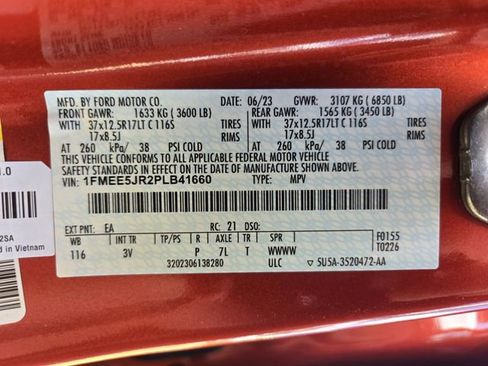 MFD. BY FORD MOTOR CO.
DATE: 06/23 GVWR: 3107 KG ( 6850 LB)
FRONT GAWR: 1633 KG ( 3600 LB) REAR GAWR: 1565 KG ( 3450 LB)
WITH 37x12.5R17LT C 116S TIRES WITH 37x12.5R17LT C 116S TIRES
17x8.5J RIMS 17x8.5J RIMS
AT 260 kPa/ 38 PSI COLD AT 260 kPa/ 38 PSI COLD
THIS VEHICLE CONFORMS TO ALL APPLICABLE FEDERAL MOTOR VEHICLE
SAFETY STANDARDS IN EFFECT ON THE DATE OF MANUFACTURE SHOWN ABOVE.
VIN: 1FMEE5JR2PLB41660 TYPE: MPV
EXT PNT: EA RC: 21 DSO: F0155
WB INT TR TP/PS R AXLE TR SPR T0226
116 3V P 7L T WWWW
3202306138280 ULC SU5A-3520472-AA
1.0
2SA
d in Vietnam